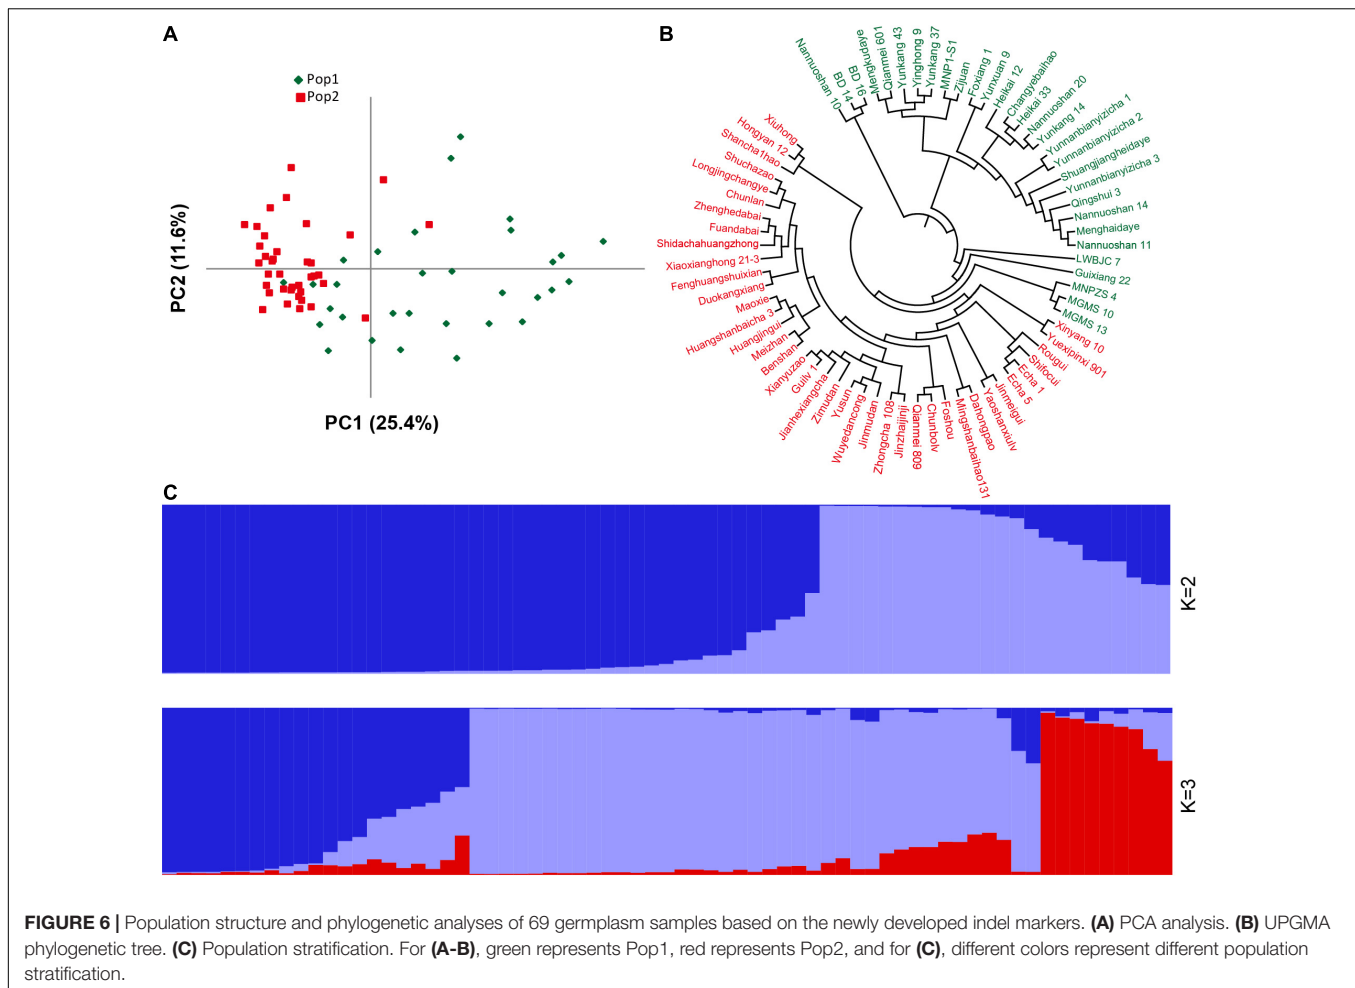 A
Pop1
Pop2
PC2 (11.6%)
PC1 (25.4%)
B
Nannuoshan 10
BD 14
BD 16
Mengkudaye
Qianmei 601
Yunkang 43
Yinghong 9
Yunkang 37
MNP1-S1
Zijuan
Foxiang 1
Yunxuan 9
Heikai 12
Changyebaihao
Heikai 33
Nannuoshan 20
Yunkang 14
Yunnanbianyizicha 1
Yunnanbianyizicha 2
Shuangjiangheidaye
Yunnanbianyizicha 3
Qingshui 3
Nannuoshan 14
Menghaidaye
Nannuoshan 11
LWBJC 7
Guixiang 22
MNPZS 4
MGMS 10
MGMS 13
Xinyang 10
Yuexipinxi 901
Rougui
Shifocui
Echa 1
Echa 5
Jinmeigui
Yaoshanxiulv
Dahongpao
Mingshanbaihao131
Foshou
Chunbolv
Qianmei 809
Jinzhaijinji
Zhongcha 108
Jinmudan
Wuyedancong
Yusun
Zimudan
Jianhexiangcha
Guilv 1
Xianyuzao
Benshan
Meizhan
Huangjingui
Huangshanbaicha 3
Maoxie
Duokangxiang
Fenghuangshuixian
Xiaoxianghong 21-3
Shidachahuangzhong
Fuandabai
Zhenghedabai
Chunlan
Longjingchangye
Shuchazao
Shancha1hao
Hongyan 12
Xiuhong
C
K=2
K=3
FIGURE 6 | Population structure and phylogenetic analyses of 69 germplasm samples based on the newly developed indel markers. (A) PCA analysis. (B) UPGMA
phylogenetic tree. (C) Population stratification. For (A-B), green represents Pop1, red represents Pop2, and for (C), different colors represent different population
stratification.